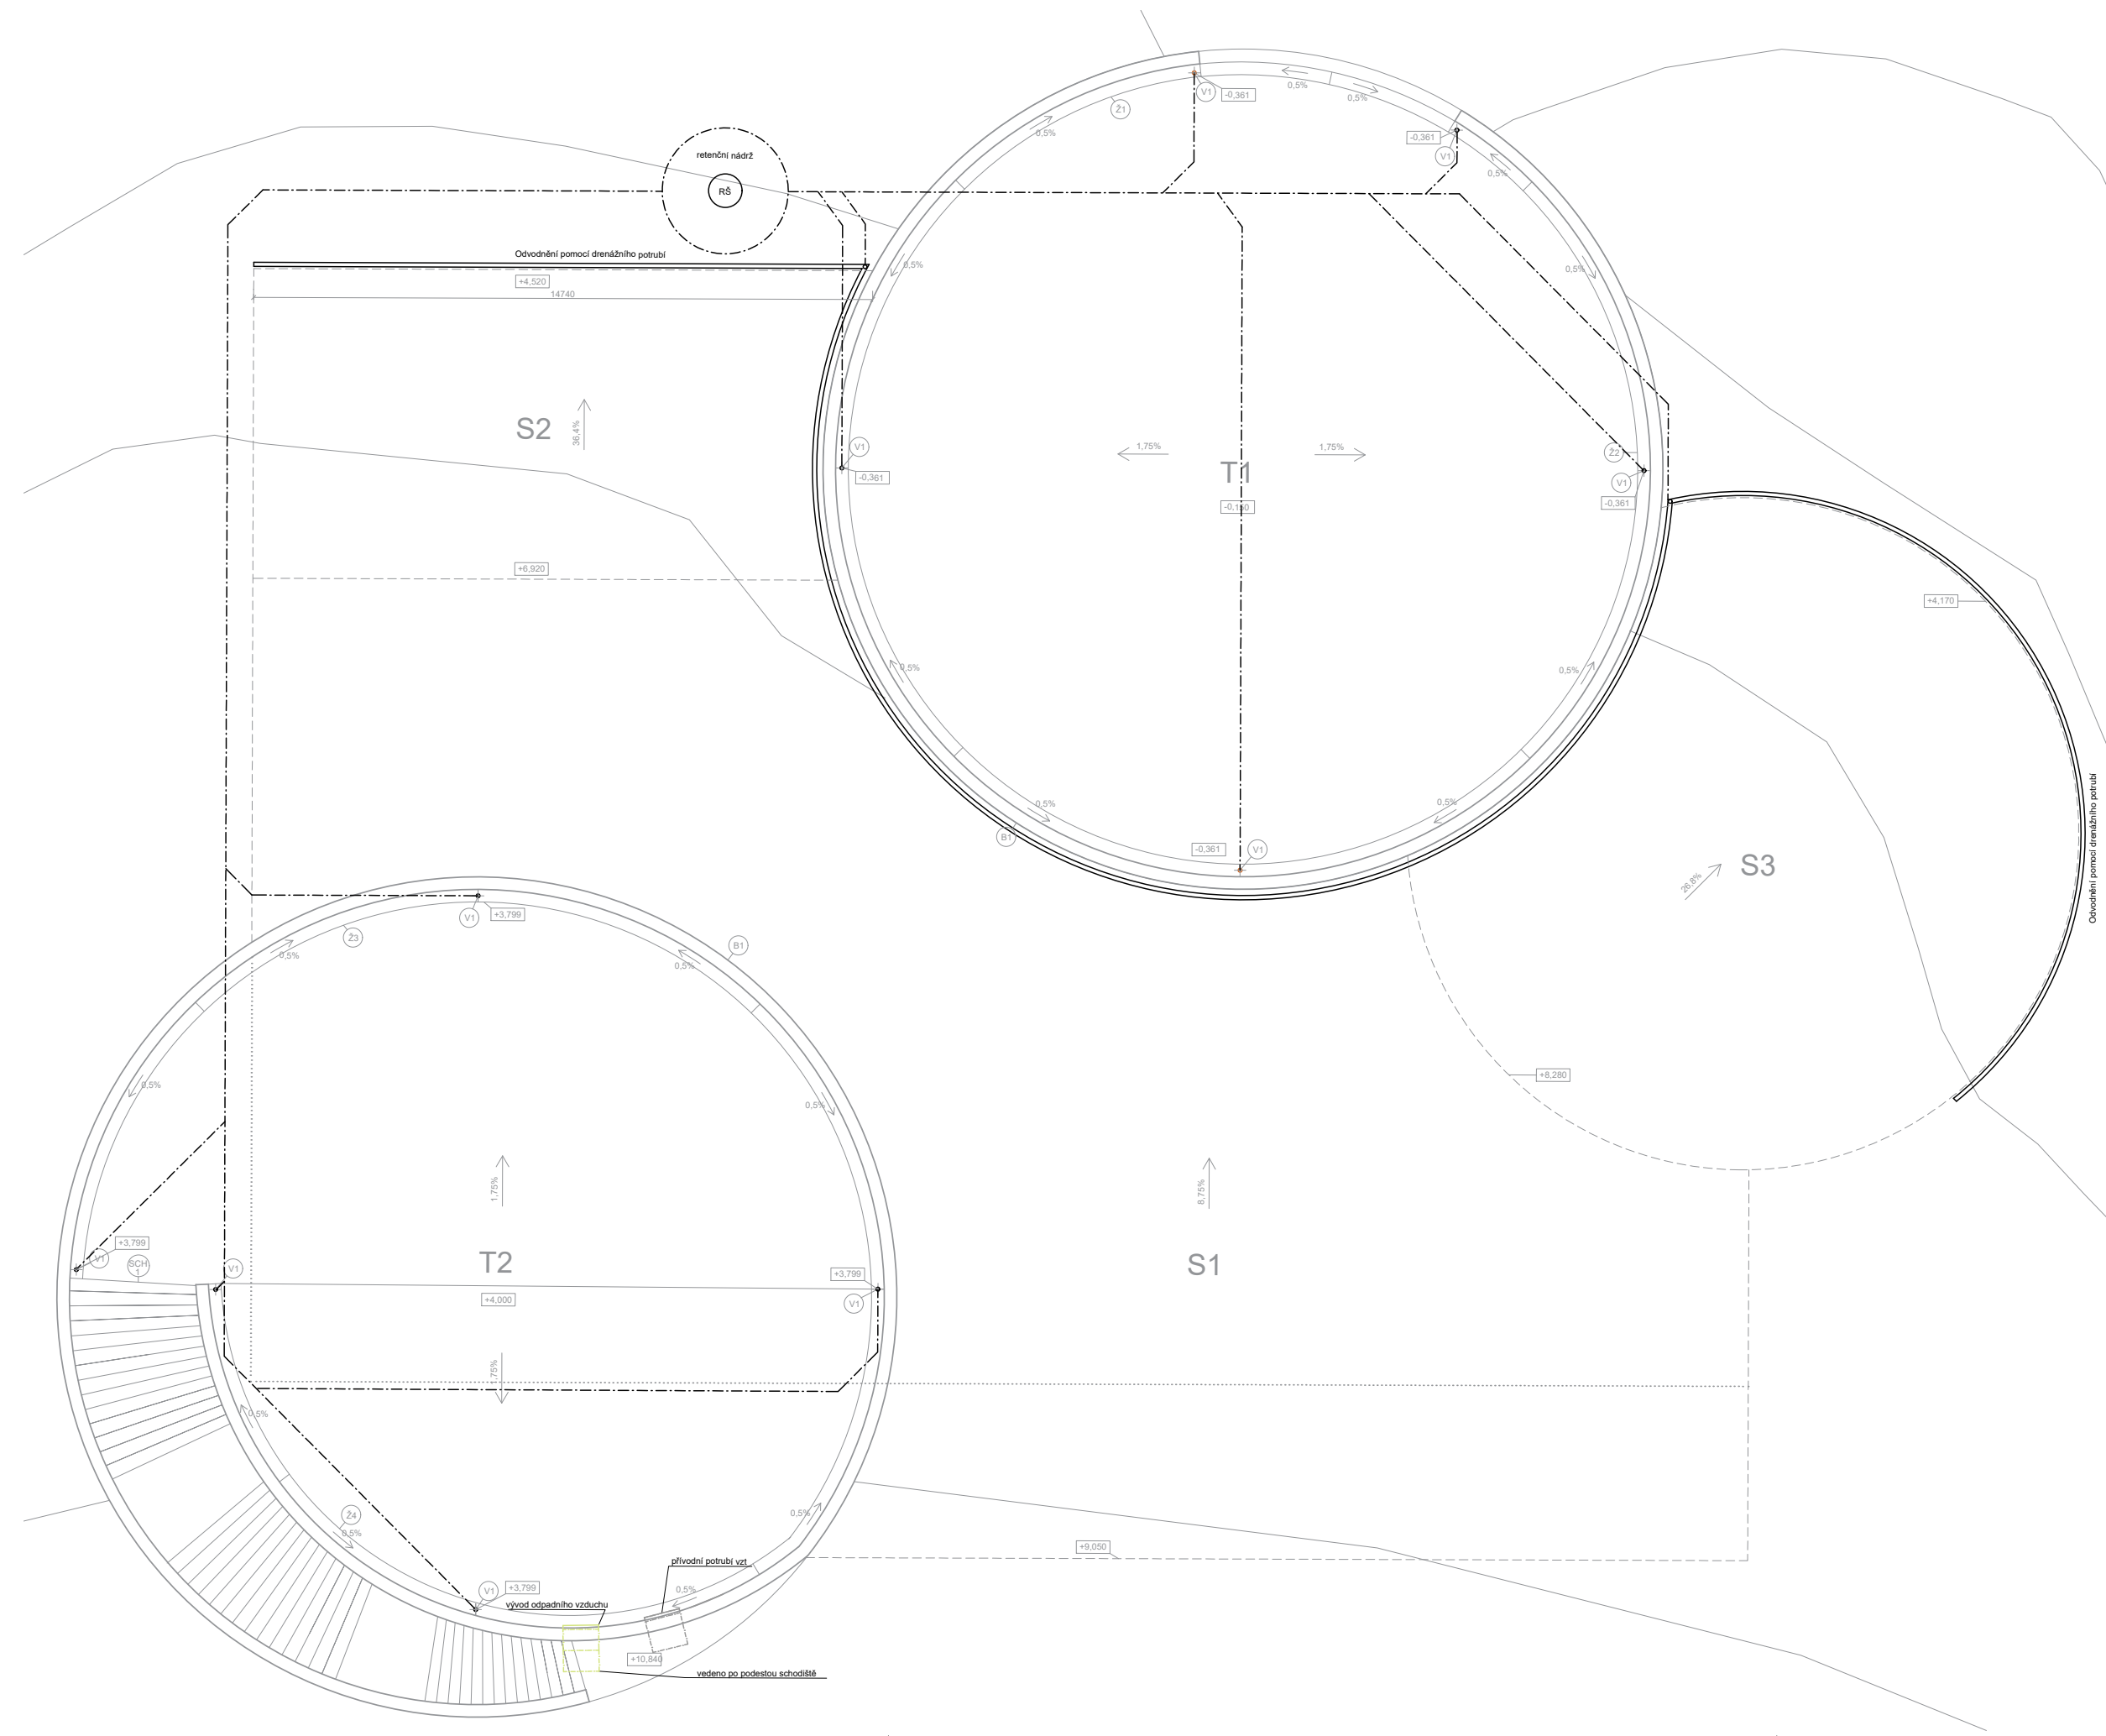 V1
-0,361
0,5%
0,5%
Ž1
0,5%
-0,361
V1
0,5%
retenční nádrž
RŠ
Odvodnění pomocí drenážního potrubí
+4,520
14740
0,5%
0,5%
S2
36,4%
V1
-0,361
1,75%
1,75%
T1
-0,150
Ž2
V1
-0,361
+6,920
+4,170
0,5%
0,5%
0,5%
0,5%
B1
-0,361
V1
S3
26,8%
Odvodnění pomocí drenážního potrubí
V1
+3,799
Ž3
B1
0,5%
0,5%
0,5%
0,5%
+8,280
1,75%
8,75%
+3,799
V1
SCH
1
V1
T2
+3,799
S1
+4,000
V1
1,75%
0,5%
Ž4
0,5%
0,5%
+9,050
přívodní potrubí vzt
V1
+3,799
0,5%
vývod odpadního vzduchu
+10,840
vedeno po podestou schodiště